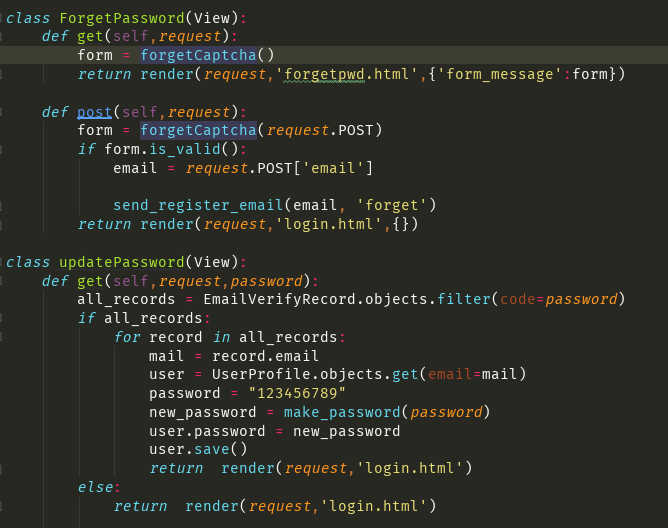 class ForgetPassword(View):
    def get(self,request):
        form = forgetCaptcha()
        return render(request,'forgetpwd.html',{'form_message':form})

    def post(self,request):
        form = forgetCaptcha(request.POST)
        if form.is_valid():
            email = request.POST['email']

            send_register_email(email, 'forget')
        return render(request,'login.html',{})

class updatePassword(View):
    def get(self,request,password):
        all_records = EmailVerifyRecord.objects.filter(code=password)
        if all_records:
            for record in all_records:
                mail = record.email
                user = UserProfile.objects.get(email=mail)
                password = "123456789"
                new_password = make_password(password)
                user.password = new_password
                user.save()
                return  render(request,'login.html')
        else:
            return  render(request,'login.html')